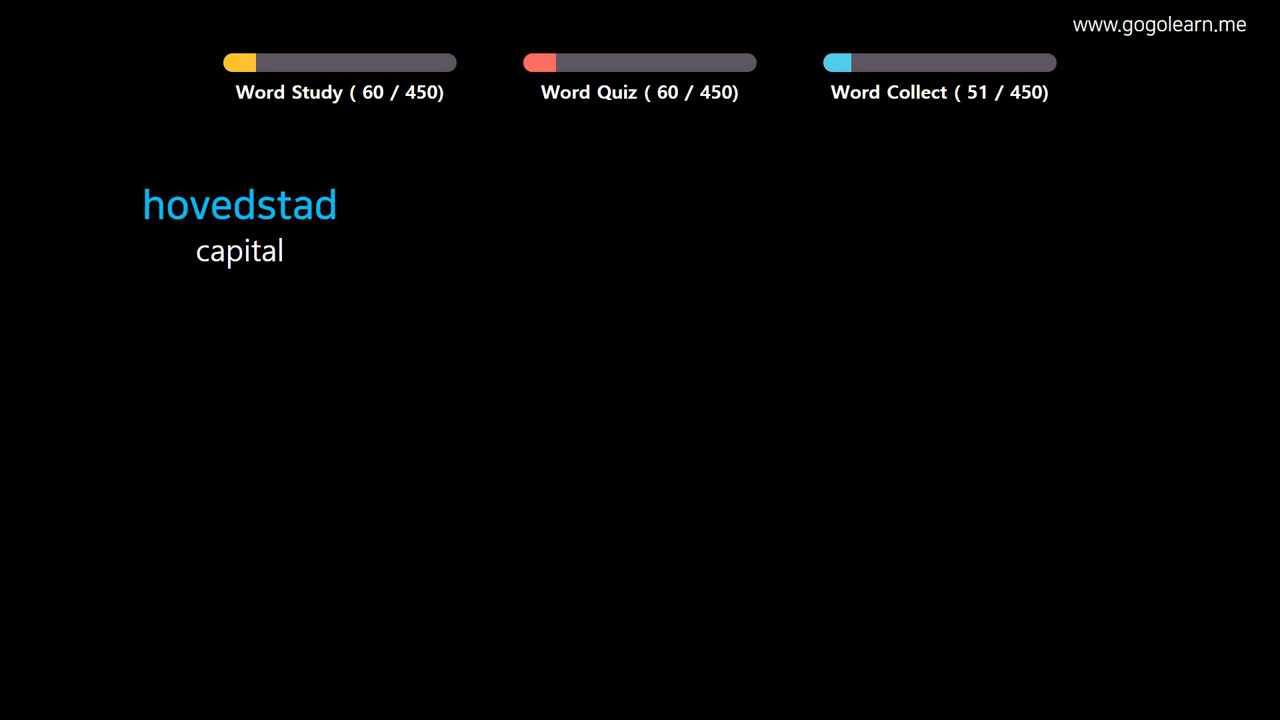 www.gogolearn.me
Word Study ( 60 / 450)
Word Quiz ( 60 / 450)
Word Collect ( 51 / 450)
hovedstad
capital